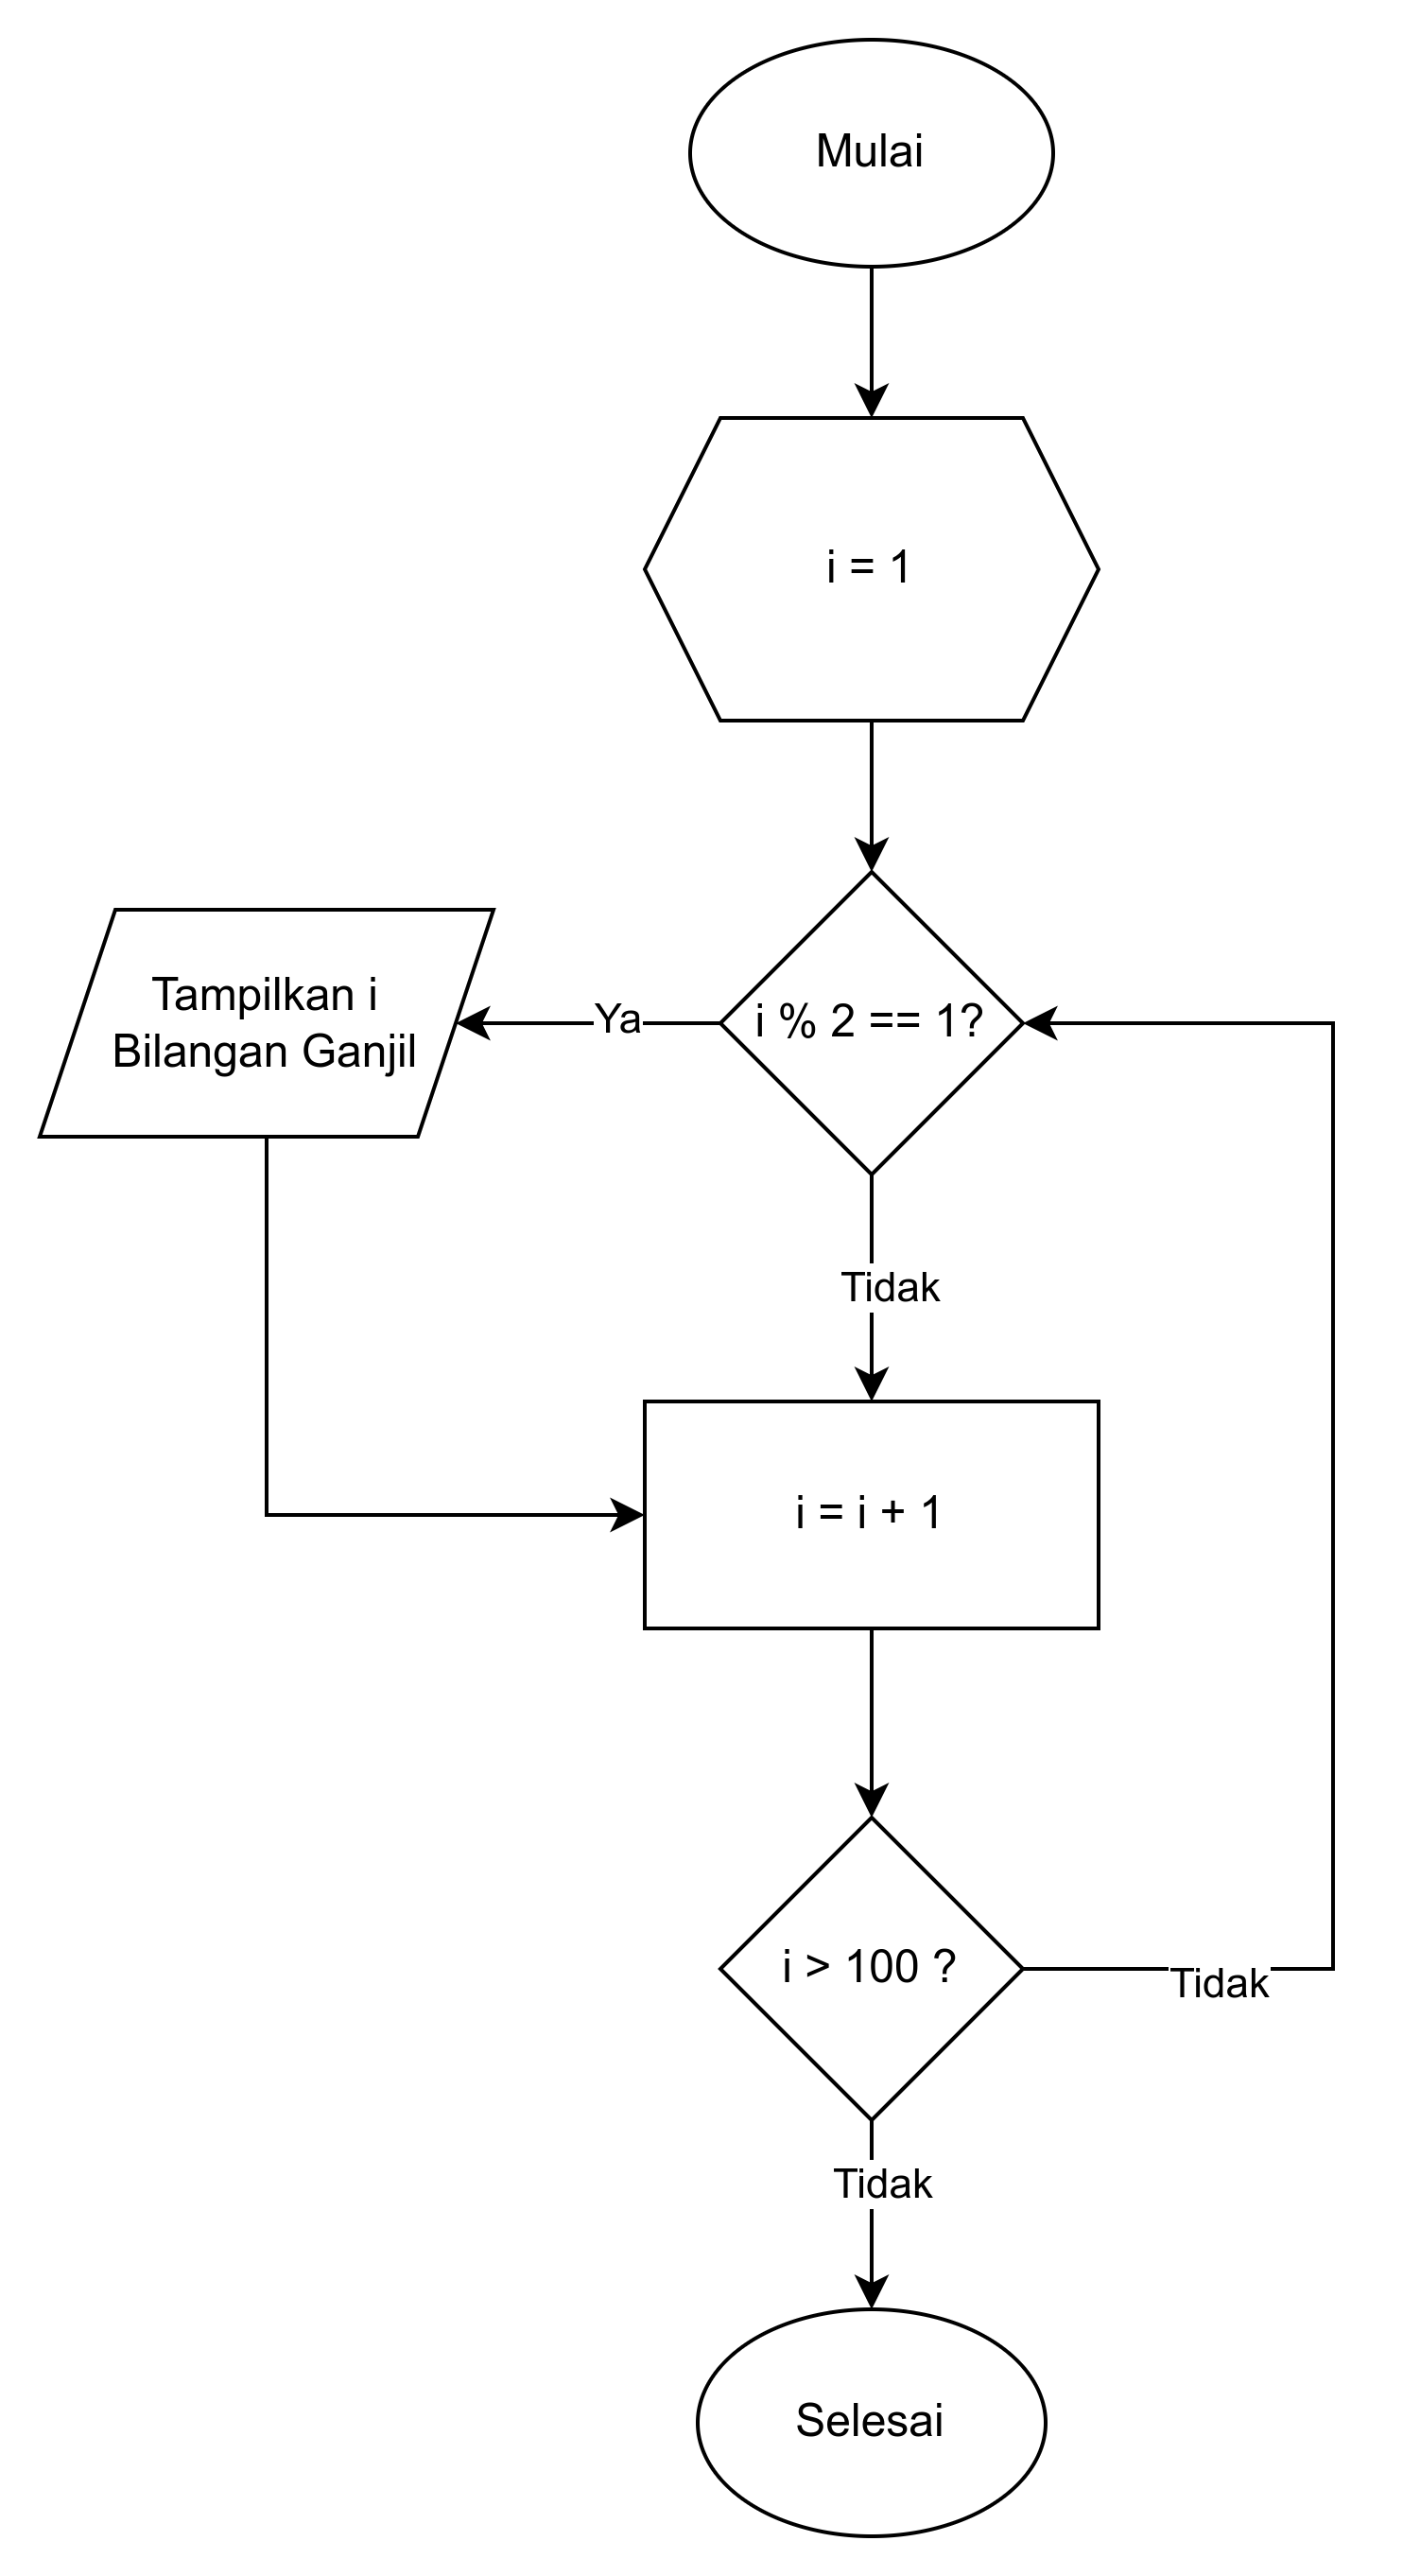 Mulai
i = 1
i % 2 == 1?
Ya
Tampilkan i
Bilangan Ganjil
Tidak
i = i + 1
i > 100 ?
Tidak
Tidak
Selesai